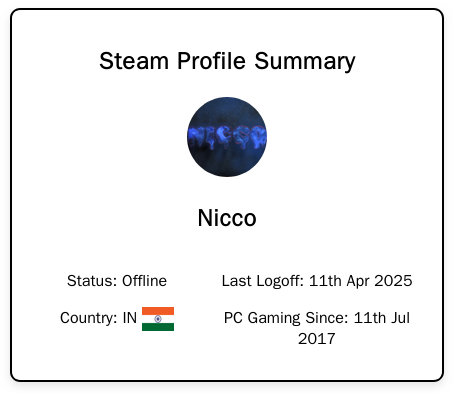 Steam Profile Summary
Nicco
Status: Offline
Last Logoff: 11th Apr 2025
Country: IN
PC Gaming Since: 11th Jul
2017